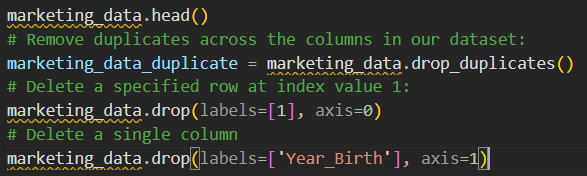 marketing_data.head()
# Remove duplicates across the columns in our dataset:
marketing_data_duplicate = marketing_data.drop_duplicates()
# Delete a specified row at index value 1:
marketing_data.drop(labels=[1], axis=0)
# Delete a single column
marketing_data.drop(labels=['Year_Birth'], axis=1)